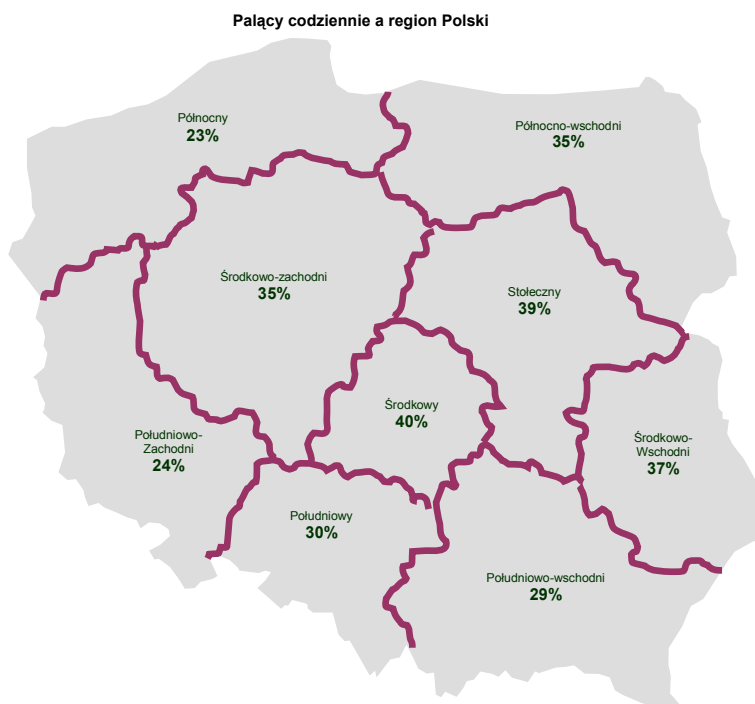 Palący codziennie a region Polski
Północny
23%
Północno-wschodni
35%
Środkowo-zachodni
35%
Stołeczny
39%
Środkowy
40%
Południowo-
Zachodni
24%
Środkowo-
Wschodni
37%
Południowy
30%
Południowo-wschodni
29%